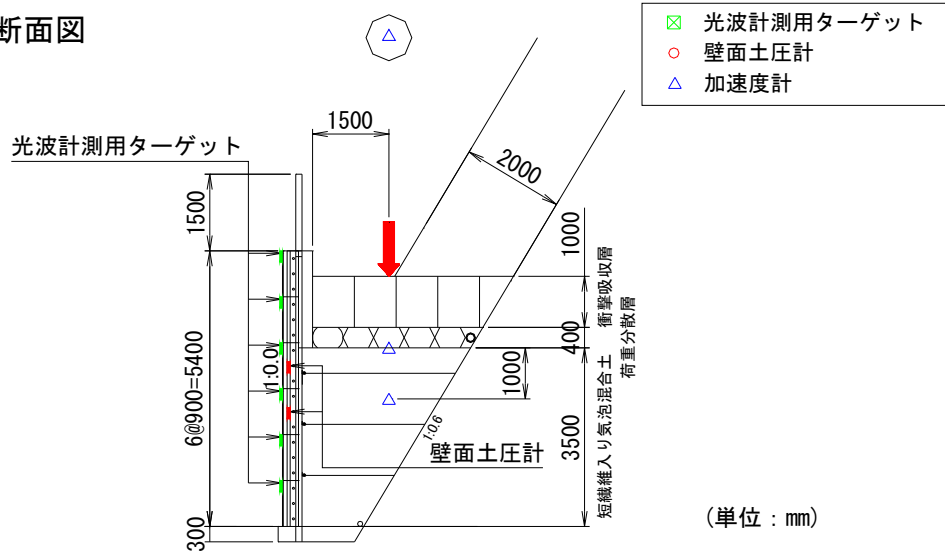 断面図
光波計測用ターゲット
壁面土圧計
加速度計
1500
光波計測用ターゲット
2000
1500
1000
衝撃吸収層
400
荷重分散層
1:0.0
1000
6@900=5400
1:0.6
3500
短繊維入り気泡混合土
壁面土圧計
300
(単位：mm)